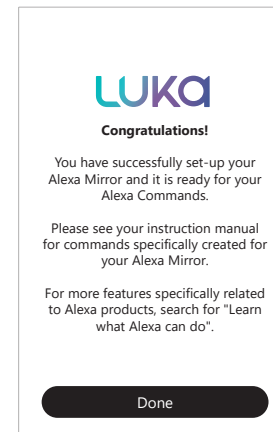 LUKA
Congratulations!
You have successfully set-up your
Alexa Mirror and it is ready for your
Alexa Commands.
Please see your instruction manual
for commands specifically created for
your Alexa Mirror.
For more features specifically related
to Alexa products, search for "Learn
what Alexa can do".
Done